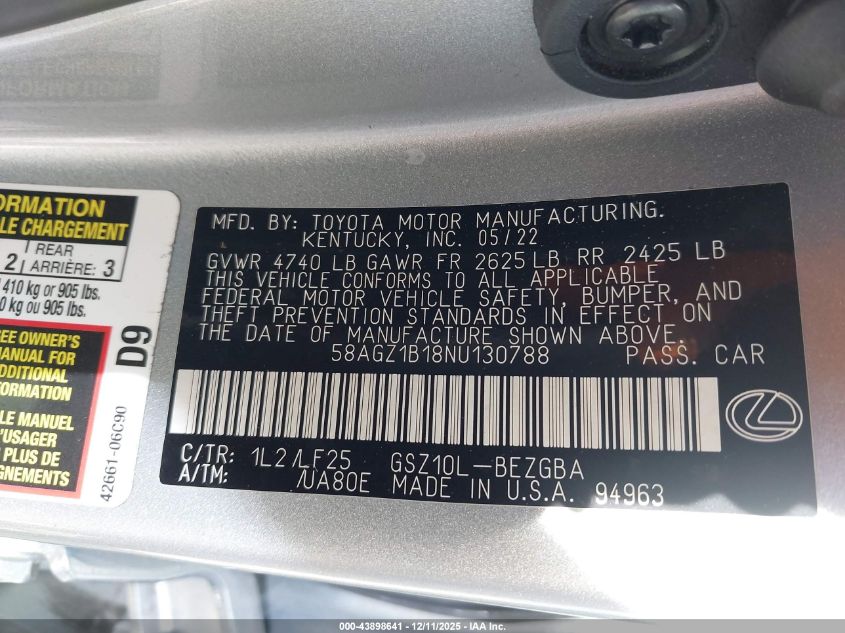 ORMATION
LE CHARGEMENT
2
REAR
ARRIÈRE: 3
410 kg or 905 lbs.
0 kg ou 905 lbs.
EE OWNER'S
MANUAL FOR
ADDITIONAL
FORMATION
LE MANUEL
'USAGER
PLUS DE
SEIGNEMENTS
D9
42661-06C90
MFD. BY: TOYOTA MOTOR MANUFACTURING.
KENTUCKY, INC. 05/22
GVWR 4740 LB GAWR FR 2625 LB RR 2425 LB
THIS VEHICLE CONFORMS TO ALL APPLICABLE
FEDERAL MOTOR VEHICLE SAFETY, BUMPER, AND
THEFT PREVENTION STANDARDS IN EFFECT ON
THE DATE OF MANUFACTURE SHOWN ABOVE.
58AGZ1B18NU130788 PASS. CAR
C/TR: 1L2/LF25 GSZ10L-BEZGBA
A/TM: /UA80E MADE IN U.S.A. 94963
000-43898641 - 12/11/2025 - IAA Inc.